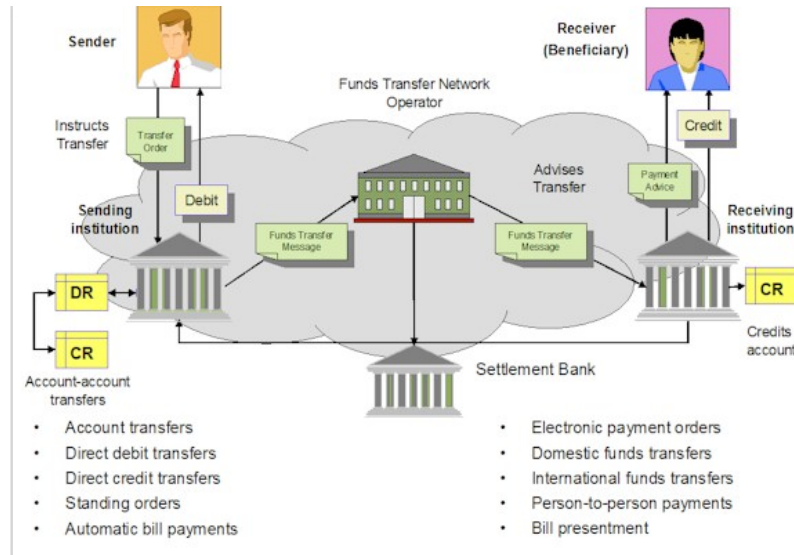 Sender
Receiver
(Beneficiary)
Funds Transfer Network
Operator
Instructs
Transfer
Transfer
Order
Debit
Credit
Payment
Advice
Advises
Transfer
Sending
institution
Receiving
institution
Funds Transfer
Message
Funds Transfer
Message
DR
CR
CR
Credits
account
Account-account
transfers
Settlement Bank
• Account transfers
• Direct debit transfers
• Direct credit transfers
• Standing orders
• Automatic bill payments
• Electronic payment orders
• Domestic funds transfers
• International funds transfers
• Person-to-person payments
• Bill presentment